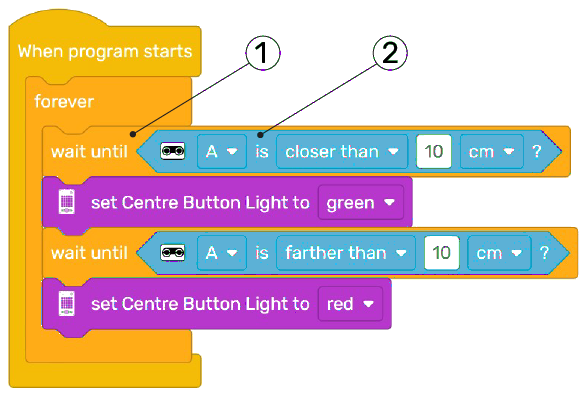 1 2
When program starts
forever
wait until A is closer than 10 cm ?
set Centre Button Light to green
wait until A is farther than 10 cm ?
set Centre Button Light to red